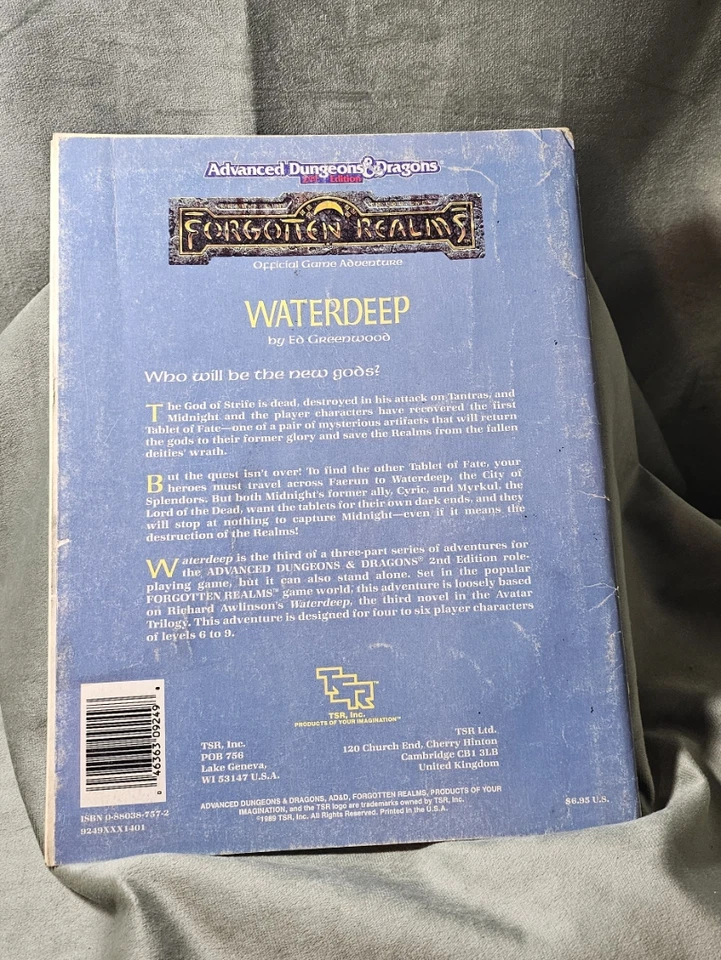 Advanced Dungeons & Dragons®
2nd Edition
FORGOTTEN REALMS™
Official Game Adventure
WATERDEEP
by Ed Greenwood
Who will be the new gods?
The God of Strife is dead, destroyed in his attack on Tantras, and
Midnight and the player characters have recovered the first
Tablet of Fate—one of a pair of mysterious artifacts that will return
the gods to their former glory and save the Realms from the fallen
deities' wrath.
But the quest isn't over! To find the other Tablet of Fate, your
heroes must travel across Faerun to Waterdeep, the City of
Splendors. But both Midnight's former ally, Cyric, and Myrkul, the
Lord of the Dead, want the tablets for their own dark ends, and they
will stop at nothing to capture Midnight—even if it means the
destruction of the Realms!
Waterdeep is the third of a three-part series of adventures for
the ADVANCED DUNGEONS & DRAGONS® 2nd Edition role-
playing game, but it can also stand alone. Set in the popular
FORGOTTEN REALMS™ game world, this adventure is loosely based
on Richard Awlinson's Waterdeep, the third novel in the Avatar
Trilogy. This adventure is designed for four to six player characters
of levels 6 to 9.
TSR
TSR, Inc.
PRODUCTS OF YOUR IMAGINATION™
TSR, Inc.
POB 756
Lake Geneva,
WI 53147 U.S.A.
TSR Ltd.
120 Church End, Cherry Hinton
Cambridge CB1 3LB
United Kingdom
0 46363 09249 9
ISBN 0-88038-757-2
9249XXX1401
ADVANCED DUNGEONS & DRAGONS, AD&D, FORGOTTEN REALMS, PRODUCTS OF YOUR
IMAGINATION, and the TSR logo are trademarks owned by TSR, Inc.
©1989 TSR, Inc. All Rights Reserved. Printed in the U.S.A.
$6.95 U.S.